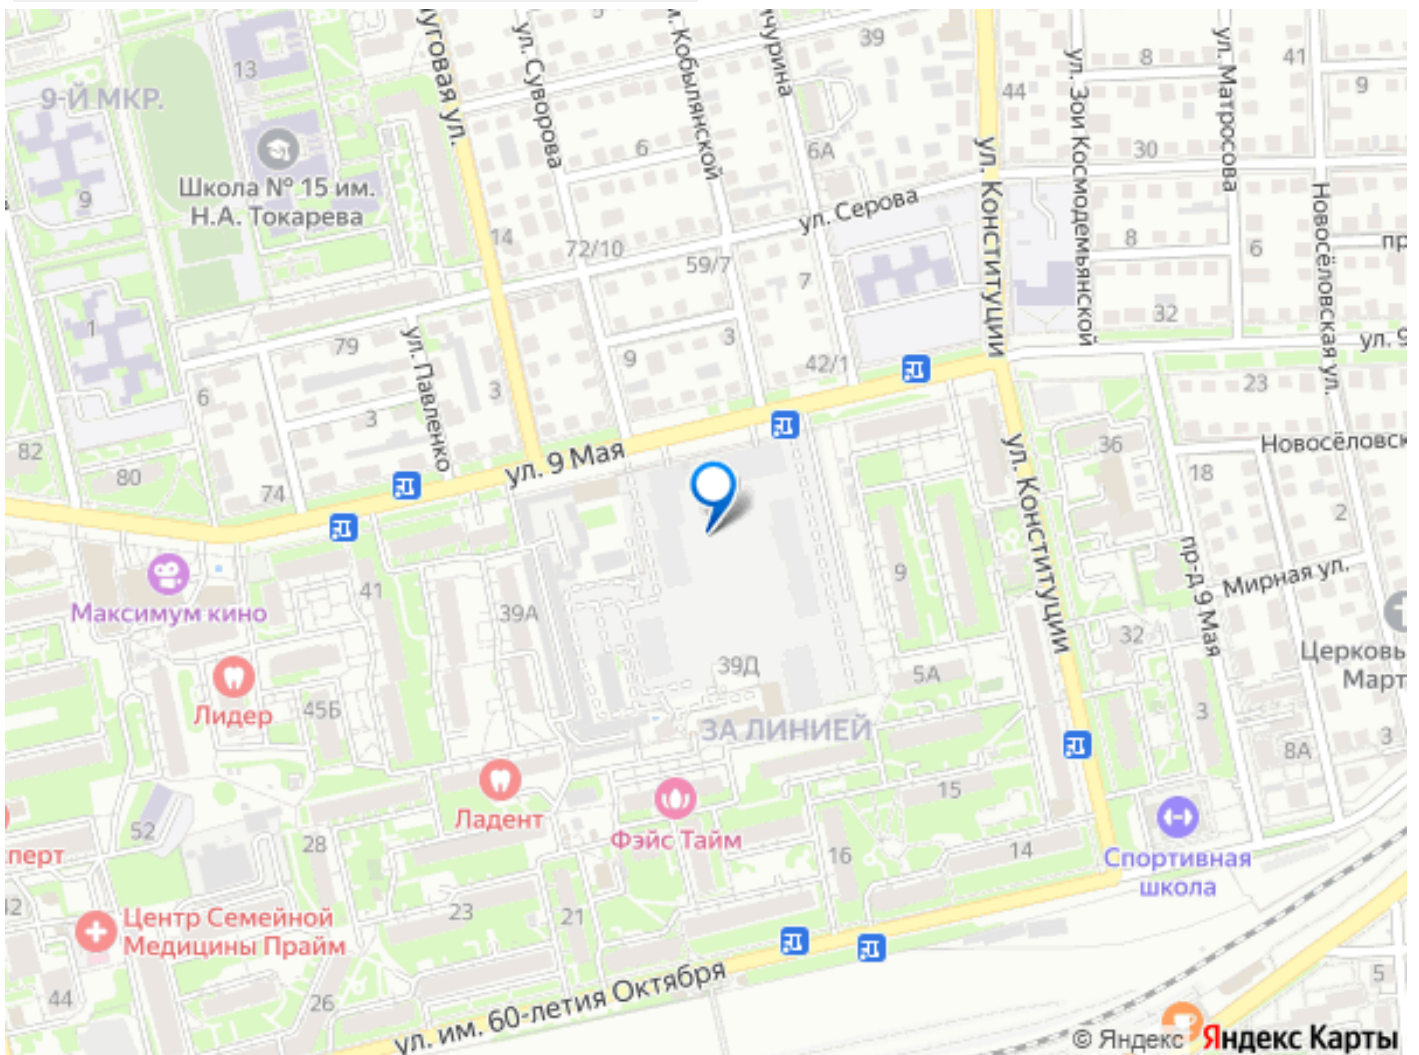 ул. Суворова
Кобылянской
39
ул. Зои Космодемьянской
8
ул. Матросова
41
9
9-Й МКР.
13
44
ул. Конституции
6
6А
30
Школа № 15 им.
Н.А. Токарева
9
Новосёловская ул.
ул. Серова
14
72/10
59/7
7
8
6
32
1
79
ул. Павленко
3
9
3
42/1
ул. 9
23
6
3
82
80
74
ул. 9 Мая
ул. Конституции
36
18
2
Максимум кино
41
39А
9
пр-д 9 Мая
Мирная ул.
32
Церковь
Март
39Д
5А
Лидер
45Б
ЗА ЛИНИЕЙ
3
8А
3
Ладент
Фэйс Тайм
15
52
28
16
14
Спортивная
школа
Центр Семейной
Медицины Прайм
23
21
44
26
ул. им. 60-летия Октября
5
© Яндекс Яндекс Карты